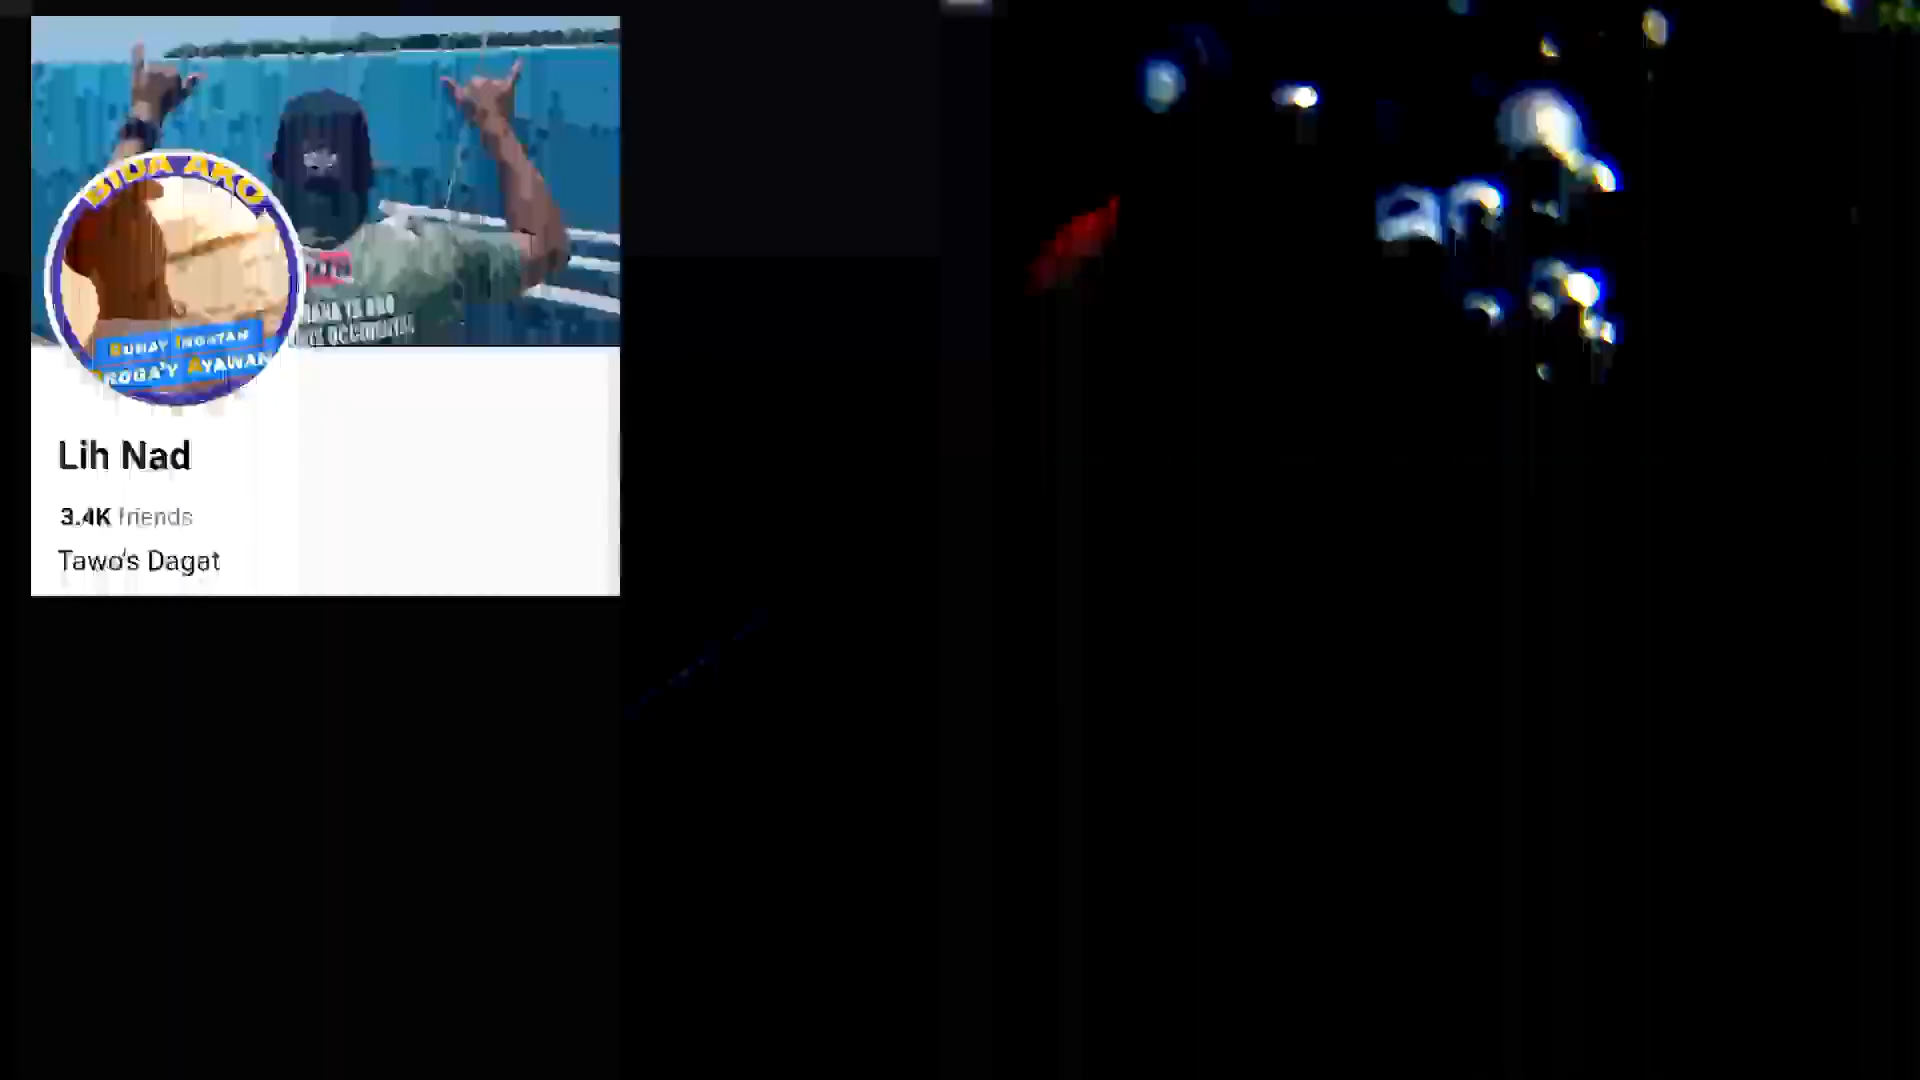 BIDA AKO
BUHAY INGATAN
DROGA'Y AYAWAN
Lih Nad
3.4K friends
Tawo's Dagat